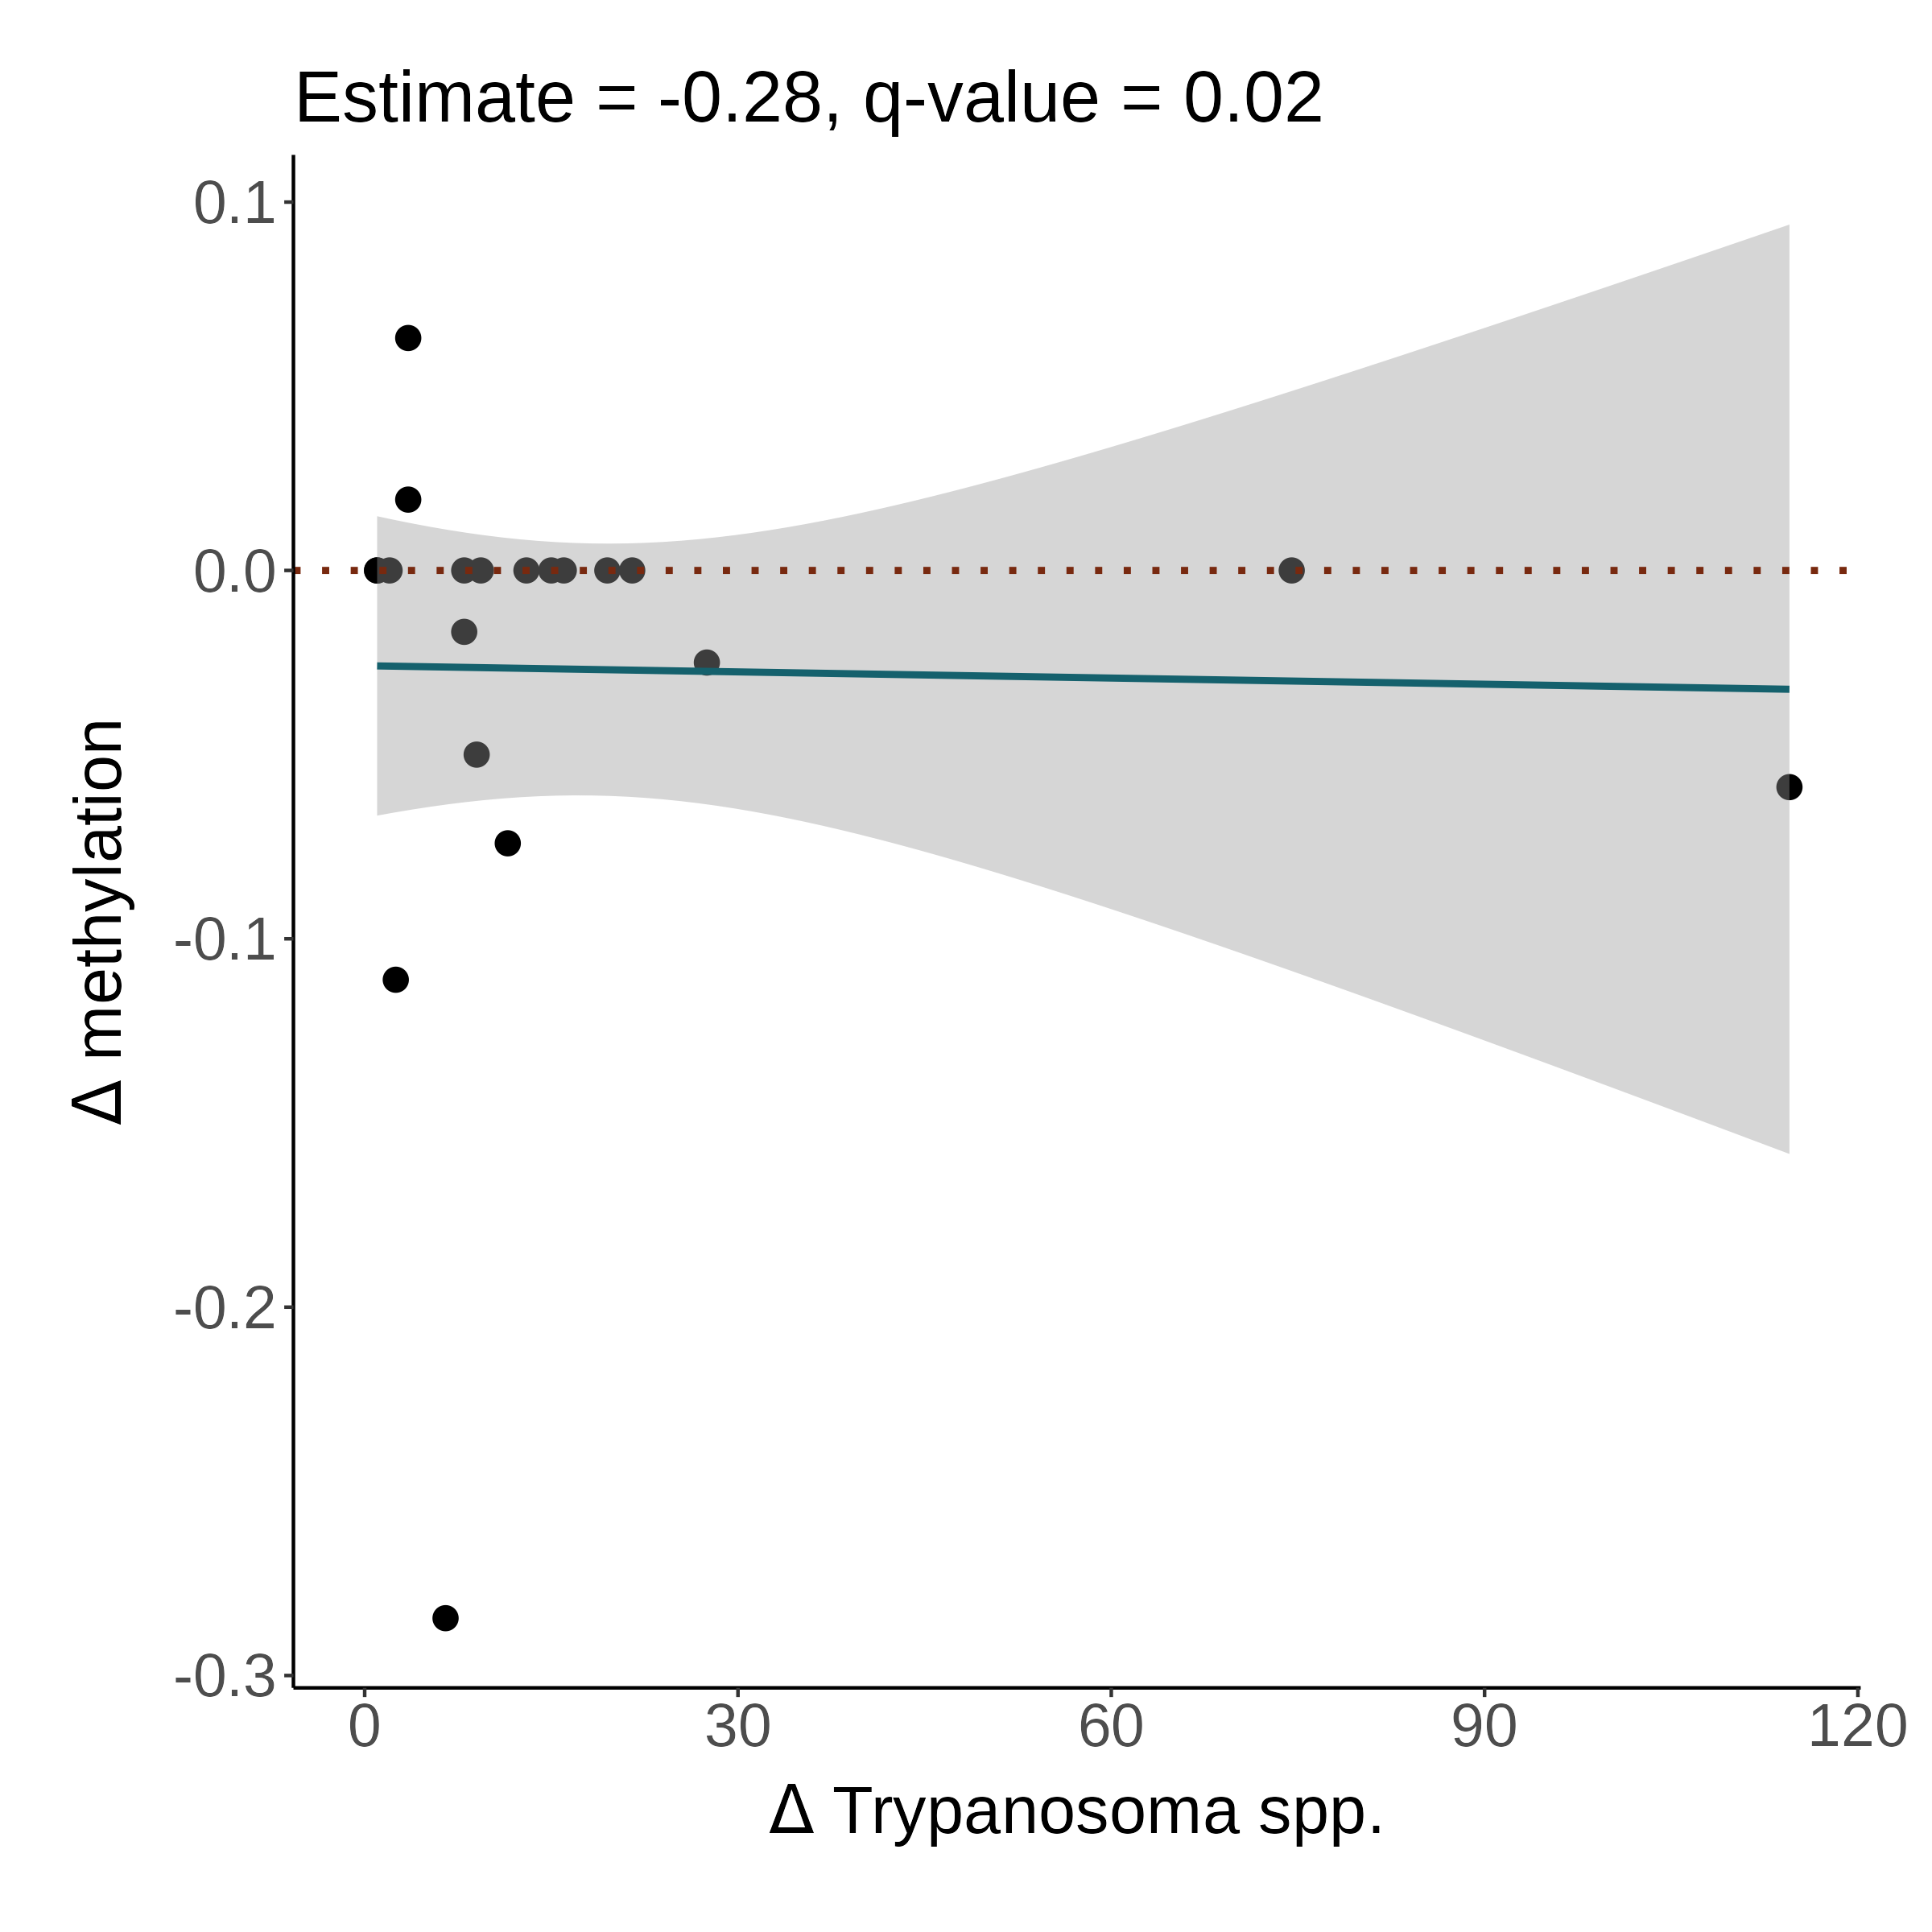 Estimate = -0.28, q-value = 0.02
0.1
0.0
-0.1
-0.2
-0.3
Δ methylation
0 30 60 90 120
Δ Trypanosoma spp.